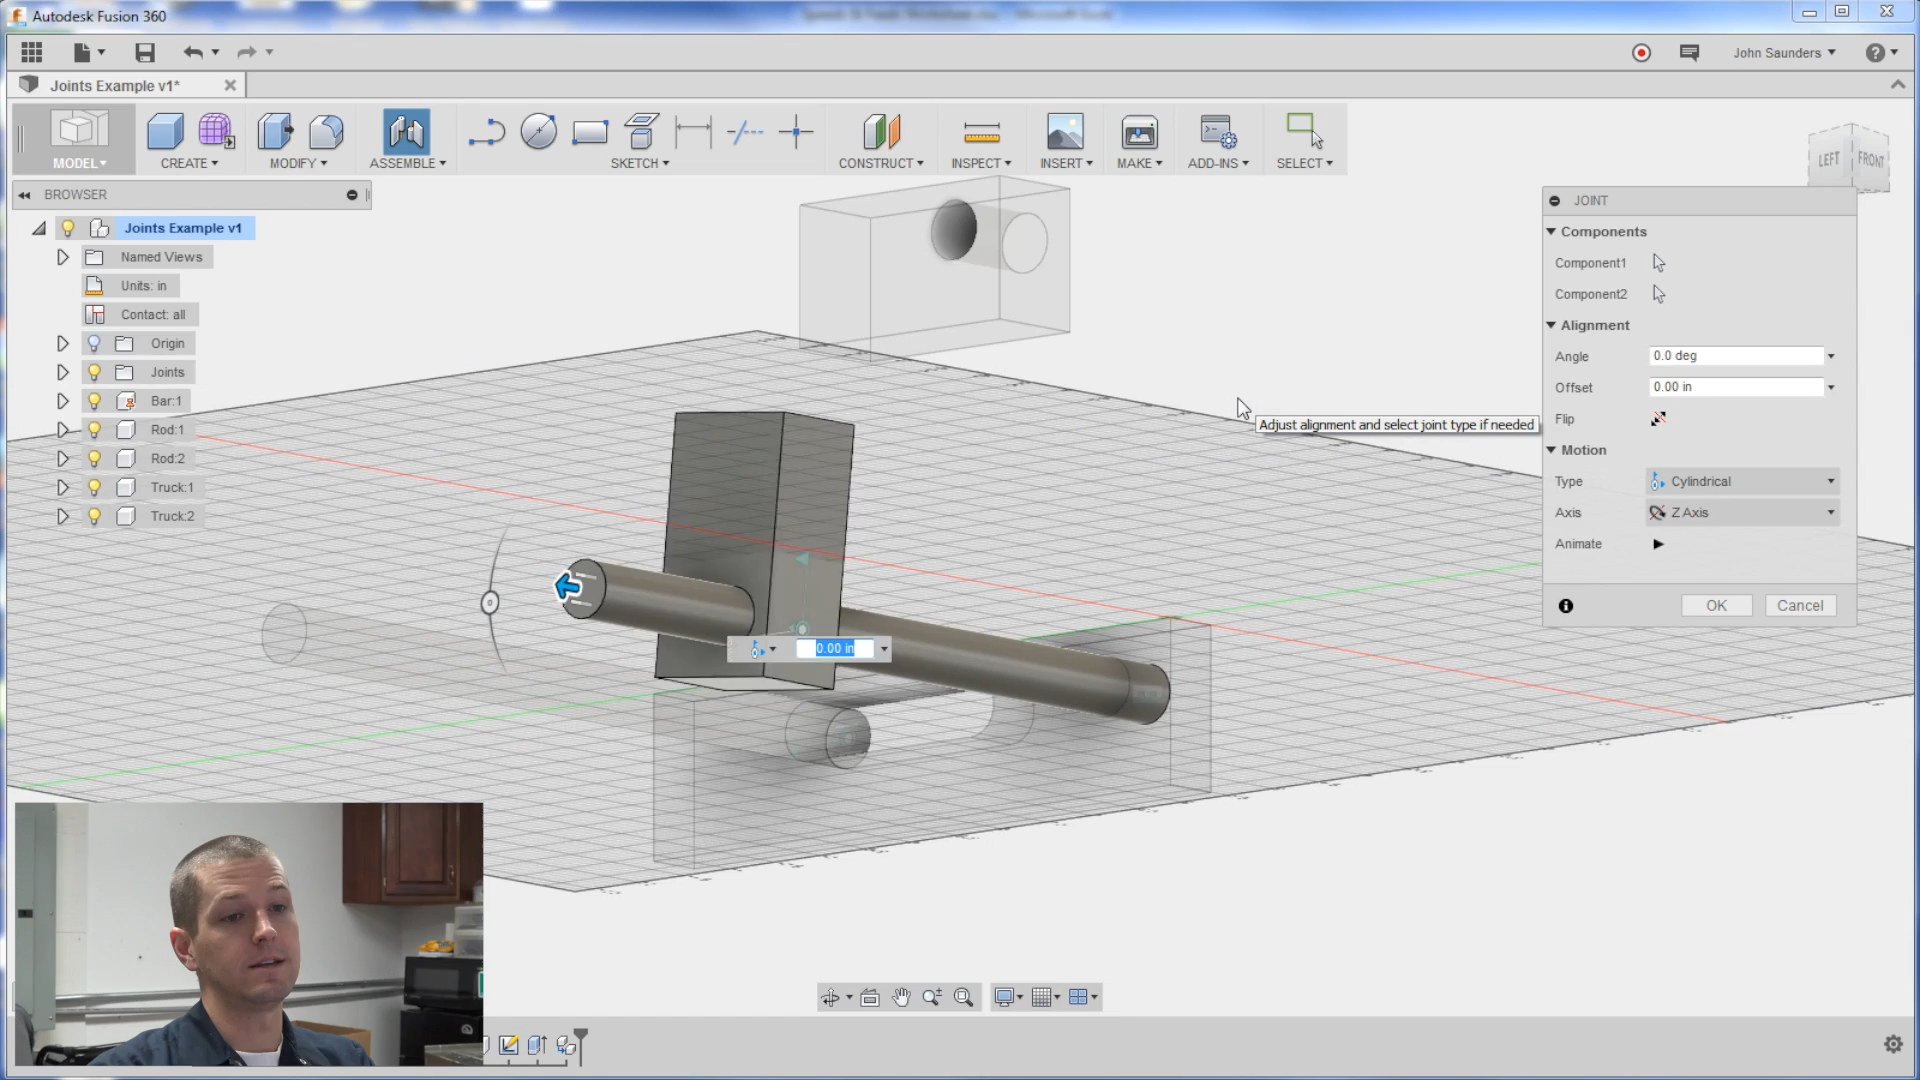 Autodesk Fusion 360
John Saunders
Joints Example v1*
MODEL
CREATE
MODIFY
ASSEMBLE
SKETCH
CONSTRUCT
INSPECT
INSERT
MAKE
ADD-INS
SELECT
LEFT
FRONT
BROWSER
Joints Example v1
Named Views
Units: in
Contact: all
Origin
Joints
Bar:1
Rod:1
Rod:2
Truck:1
Truck:2
JOINT
Components
Component1
Component2
Alignment
Angle
0.0 deg
Offset
0.00 in
Flip
Motion
Type
Cylindrical
Axis
Z Axis
Animate
OK
Cancel
Adjust alignment and select joint type if needed
0.00 in